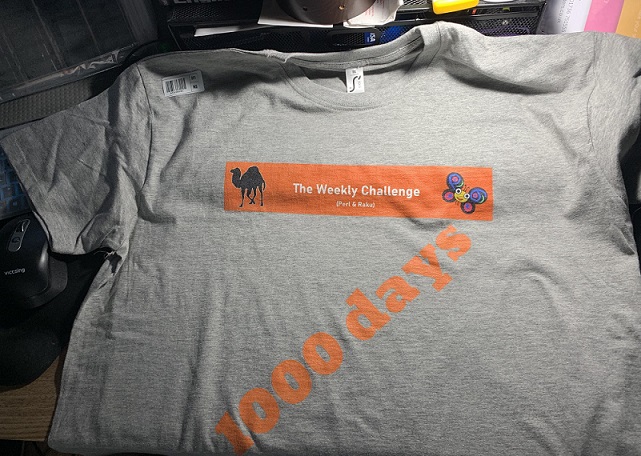 The Weekly Challenge
(Perl & Raku)
1000 days